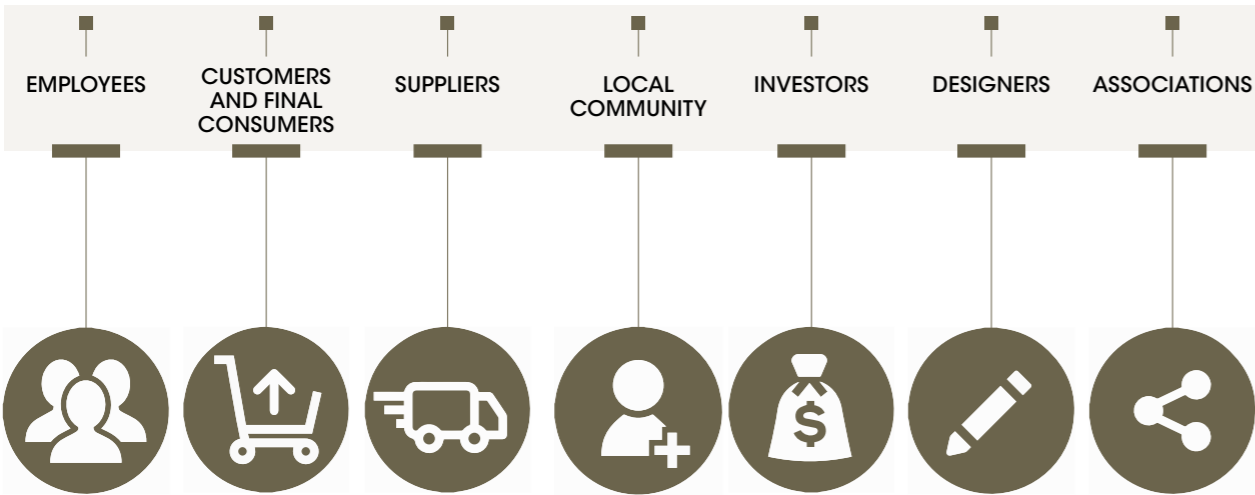 EMPLOYEES
CUSTOMERS
AND FINAL
CONSUMERS
SUPPLIERS
LOCAL
COMMUNITY
INVESTORS
DESIGNERS
ASSOCIATIONS
$